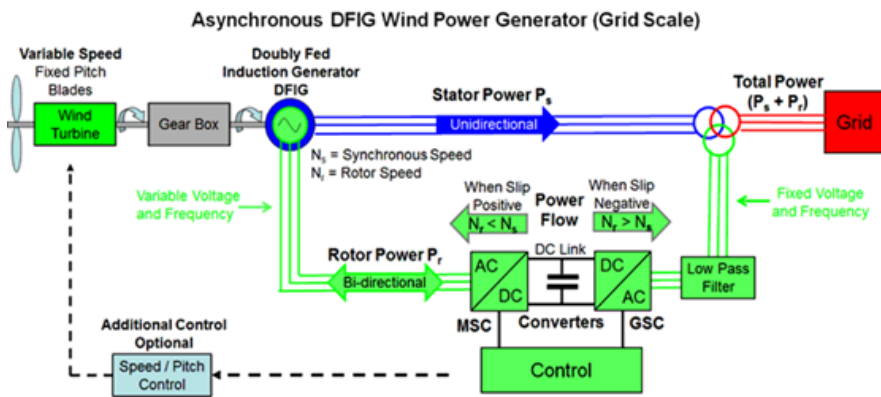 Asynchronous DFIG Wind Power Generator (Grid Scale)
Variable Speed
Fixed Pitch
Blades
Wind
Turbine
Gear Box
Doubly Fed
Induction Generator
DFIG
Stator Power Ps
Unidirectional
Total Power
(Ps + Pr)
Grid
Ns = Synchronous Speed
Nr = Rotor Speed
Variable Voltage
and Frequency
When Slip
Positive
Nr < Ns
Power
Flow
When Slip
Negative
Nr > Ns
Fixed Voltage
and Frequency
Rotor Power Pr
Bi-directional
AC
DC
DC Link
DC
AC
Low Pass
Filter
MSC
Converters
GSC
Additional Control
Optional
Speed / Pitch
Control
Control